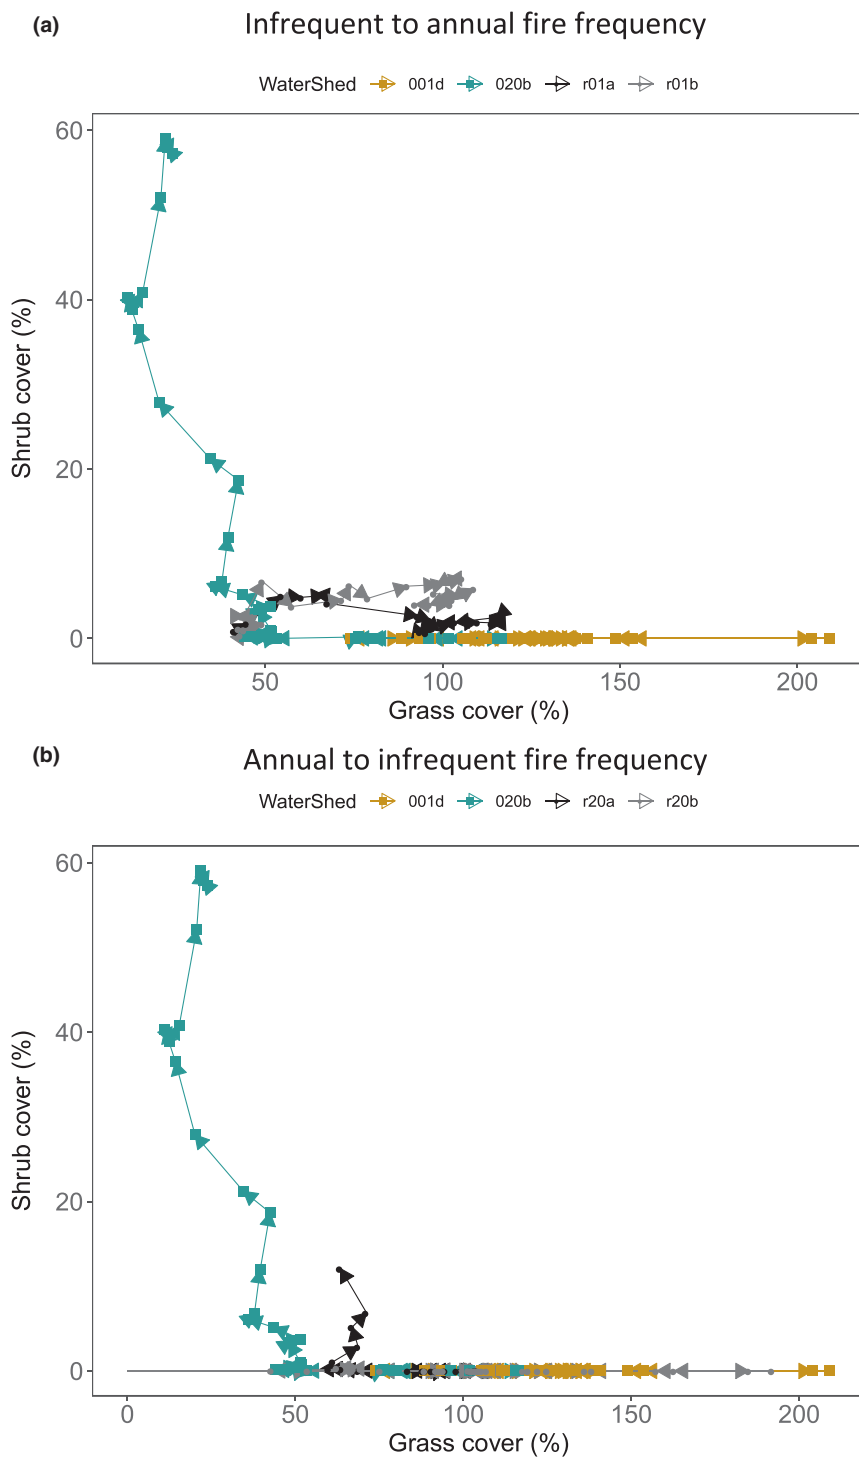 (a) Infrequent to annual fire frequency
WaterShed 001d 020b r01a r01b
60
40
20
0
Shrub cover (%)
50 100 150 200
Grass cover (%)
(b) Annual to infrequent fire frequency
WaterShed 001d 020b r20a r20b
60
40
20
0
Shrub cover (%)
0 50 100 150 200
Grass cover (%)